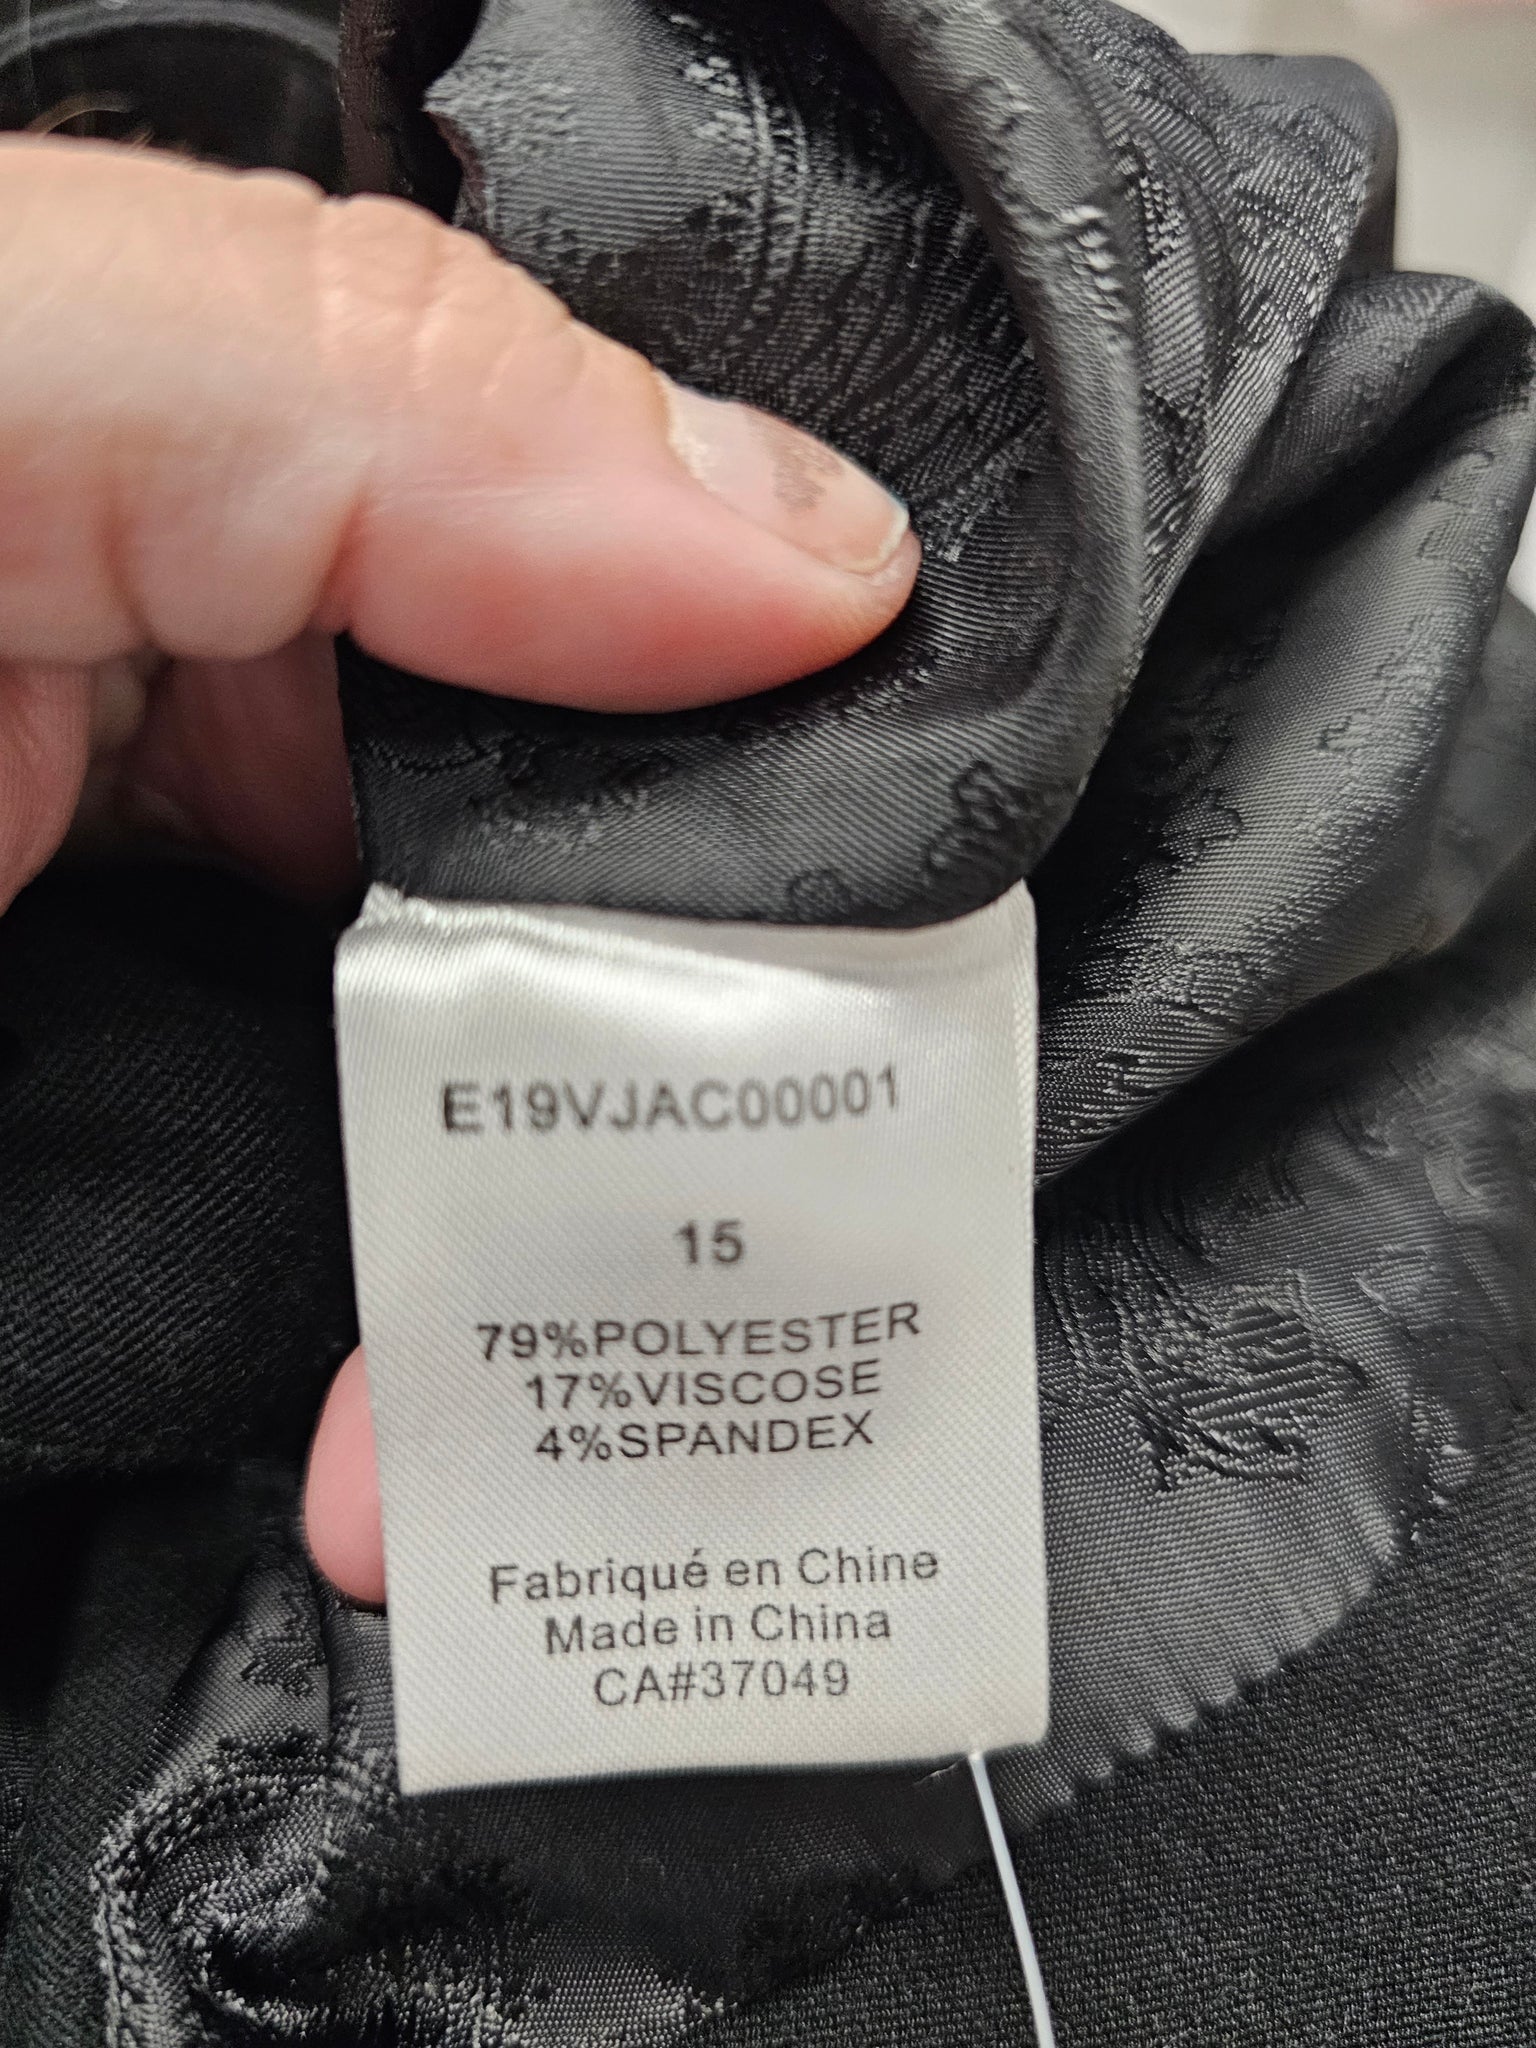 E19VJAC00001
15
79%POLYESTER
17%VISCOSE
4%SPANDEX
Fabriqué en Chine
Made in China
CA#37049